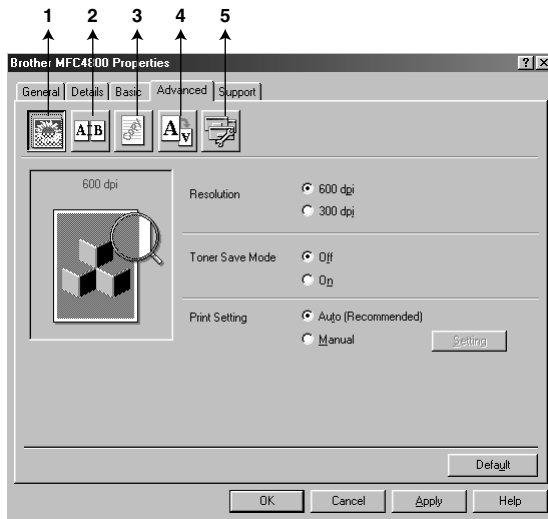 1 2 3 4 5
Brother MFC4800 Properties
General Details Basic Advanced Support
A B COPY A A
600 dpi
Resolution
600 dpi
300 dpi
Toner Save Mode
Off
On
Print Setting
Auto (Recommended)
Manual
Setting
Default
OK Cancel Apply Help